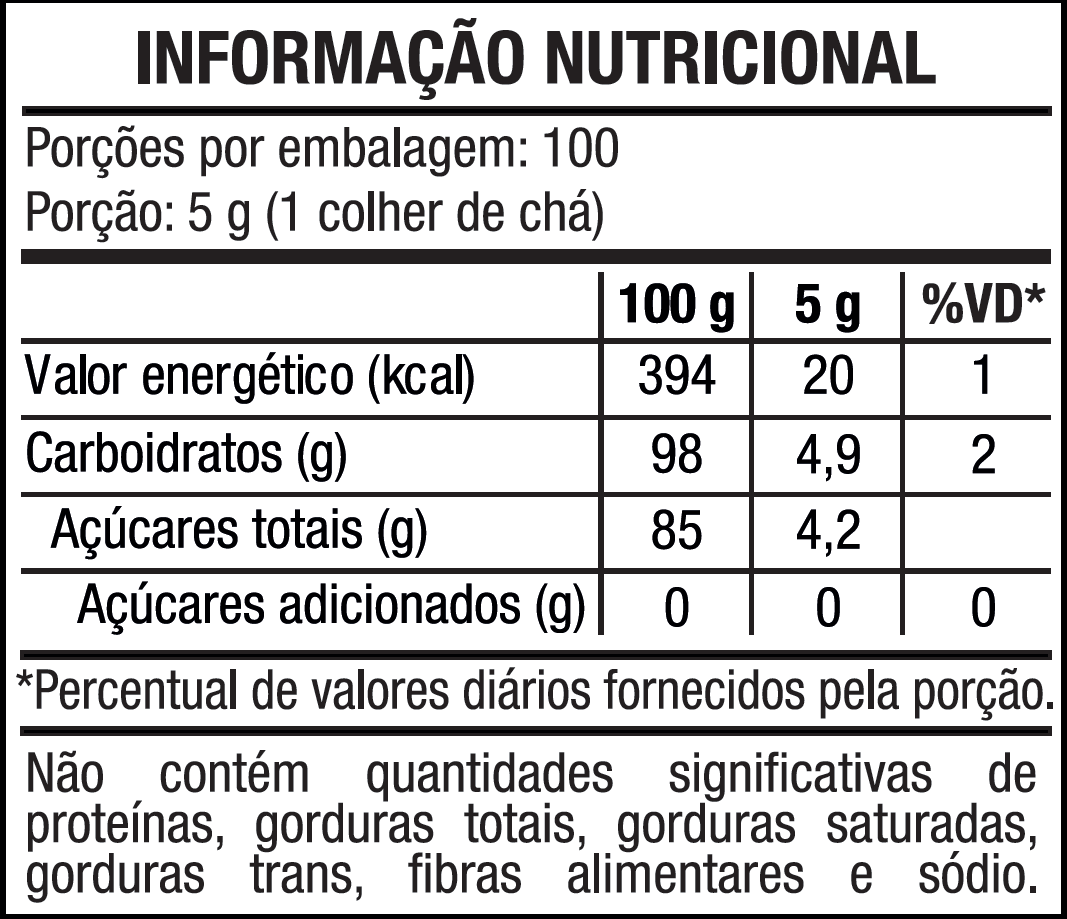 INFORMAÇÃO NUTRICIONAL
Porções por embalagem: 100
Porção: 5 g (1 colher de chá)
100 g 5 g %VD*
Valor energético (kcal) 394 20 1
Carboidratos (g) 98 4,9 2
Açúcares totais (g) 85 4,2
Açúcares adicionados (g) 0 0 0
*Percentual de valores diários fornecidos pela porção.
Não contém quantidades significativas de
proteínas, gorduras totais, gorduras saturadas,
gorduras trans, fibras alimentares e sódio.